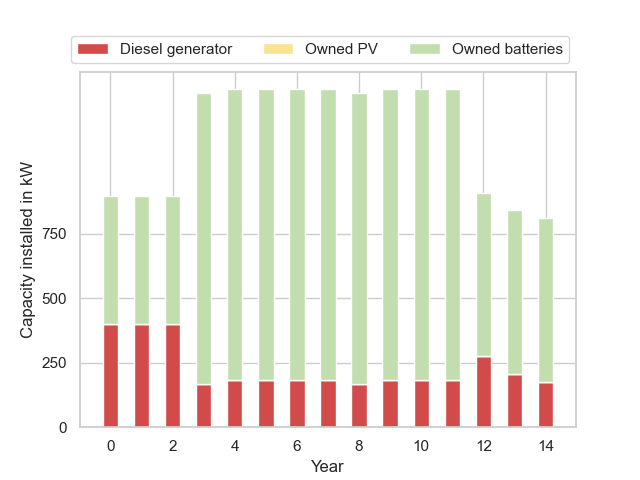 Diesel generator Owned PV Owned batteries
Capacity installed in kW
750
500
250
0
0 2 4 6 8 10 12 14
Year